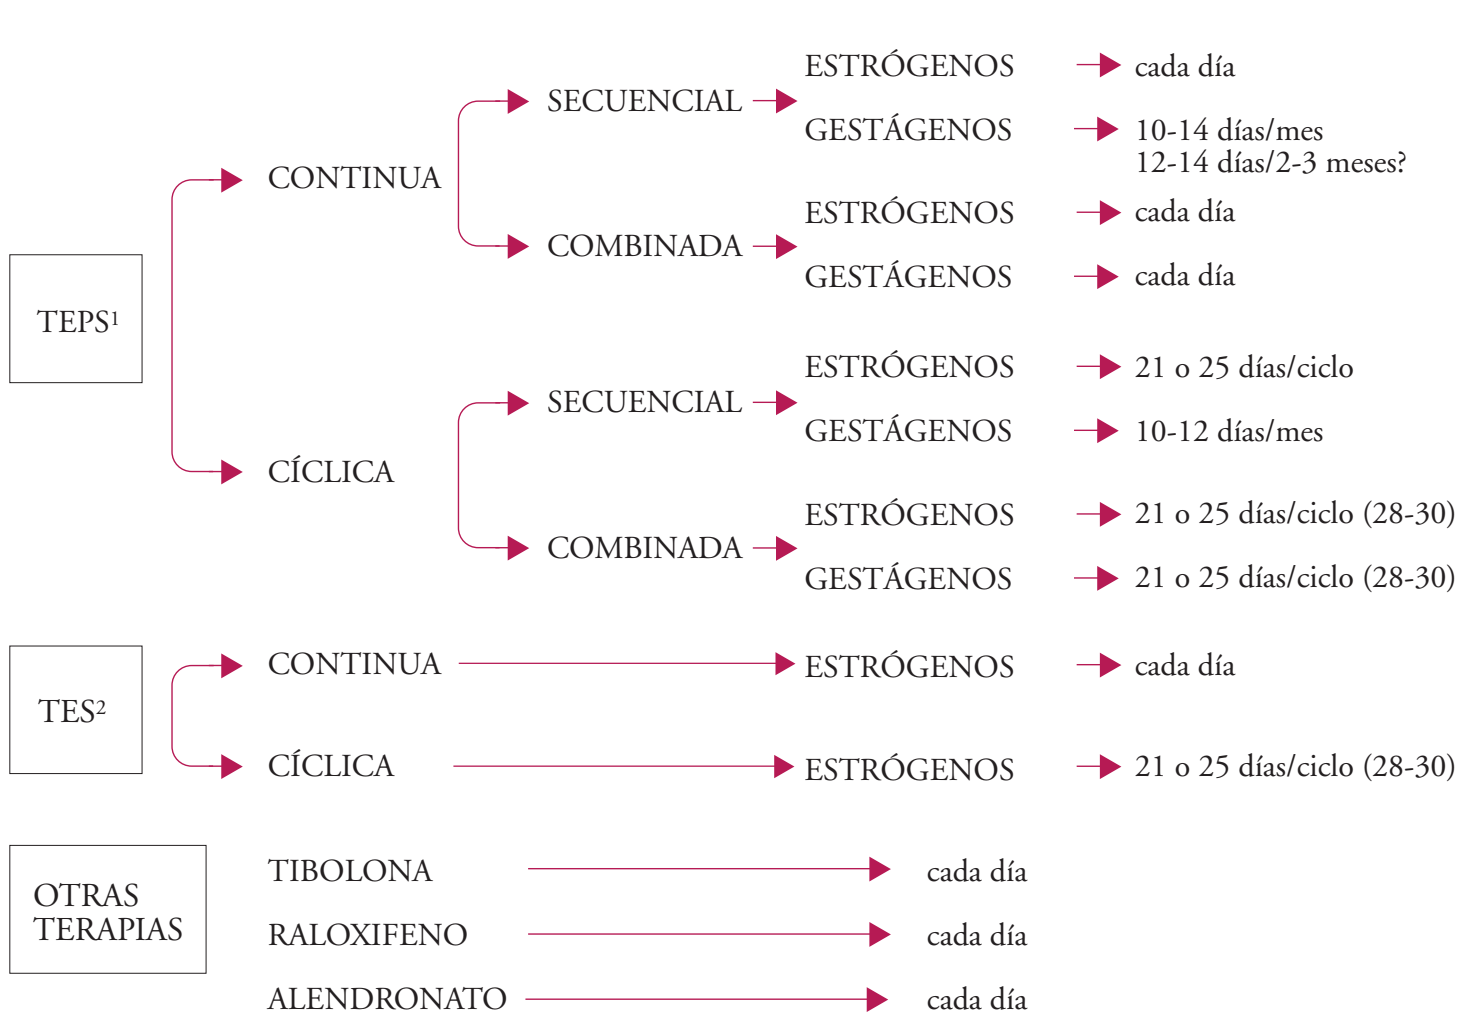 TEPS¹
CONTINUA
SECUENCIAL
ESTRÓGENOS
cada día
GESTÁGENOS
10-14 días/mes
12-14 días/2-3 meses?
COMBINADA
ESTRÓGENOS
cada día
GESTÁGENOS
cada día
CÍCLICA
SECUENCIAL
ESTRÓGENOS
21 o 25 días/ciclo
GESTÁGENOS
10-12 días/mes
COMBINADA
ESTRÓGENOS
21 o 25 días/ciclo (28-30)
GESTÁGENOS
21 o 25 días/ciclo (28-30)
TES²
CONTINUA
ESTRÓGENOS
cada día
CÍCLICA
ESTRÓGENOS
21 o 25 días/ciclo (28-30)
OTRAS
TERAPIAS
TIBOLONA
cada día
RALOXIFENO
cada día
ALENDRONATO
cada día